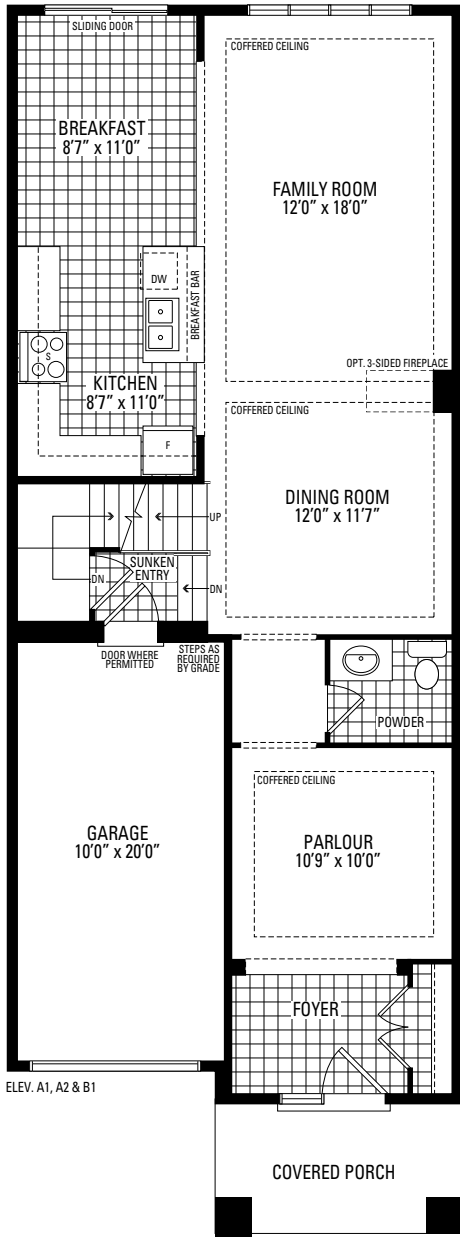 SLIDING DOOR
COFFERED CEILING
BREAKFAST
8'7" x 11'0"
FAMILY ROOM
12'0" x 18'0"
DW
BREAKFAST BAR
S
OPT. 3-SIDED FIREPLACE
KITCHEN
8'7" x 11'0"
COFFERED CEILING
F
DINING ROOM
12'0" x 11'7"
UP
SUNKEN
ENTRY
DN
DN
DOOR WHERE
PERMITTED
STEPS AS
REQUIRED
BY GRADE
POWDER
COFFERED CEILING
GARAGE
10'0" x 20'0"
PARLOUR
10'9" x 10'0"
FOYER
ELEV. A1, A2 & B1
COVERED PORCH